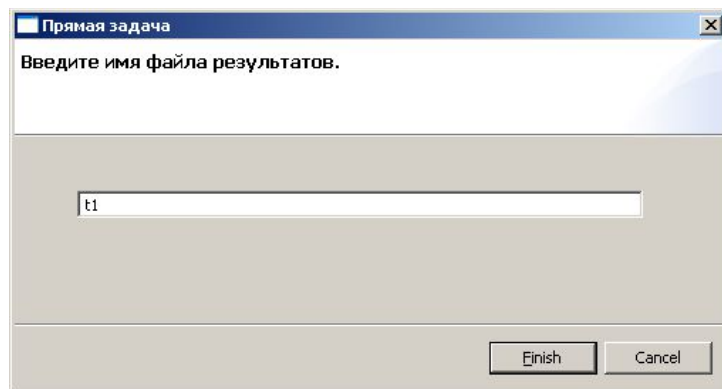 Прямая задача
Введите имя файла результатов.
t1
Finish
Cancel